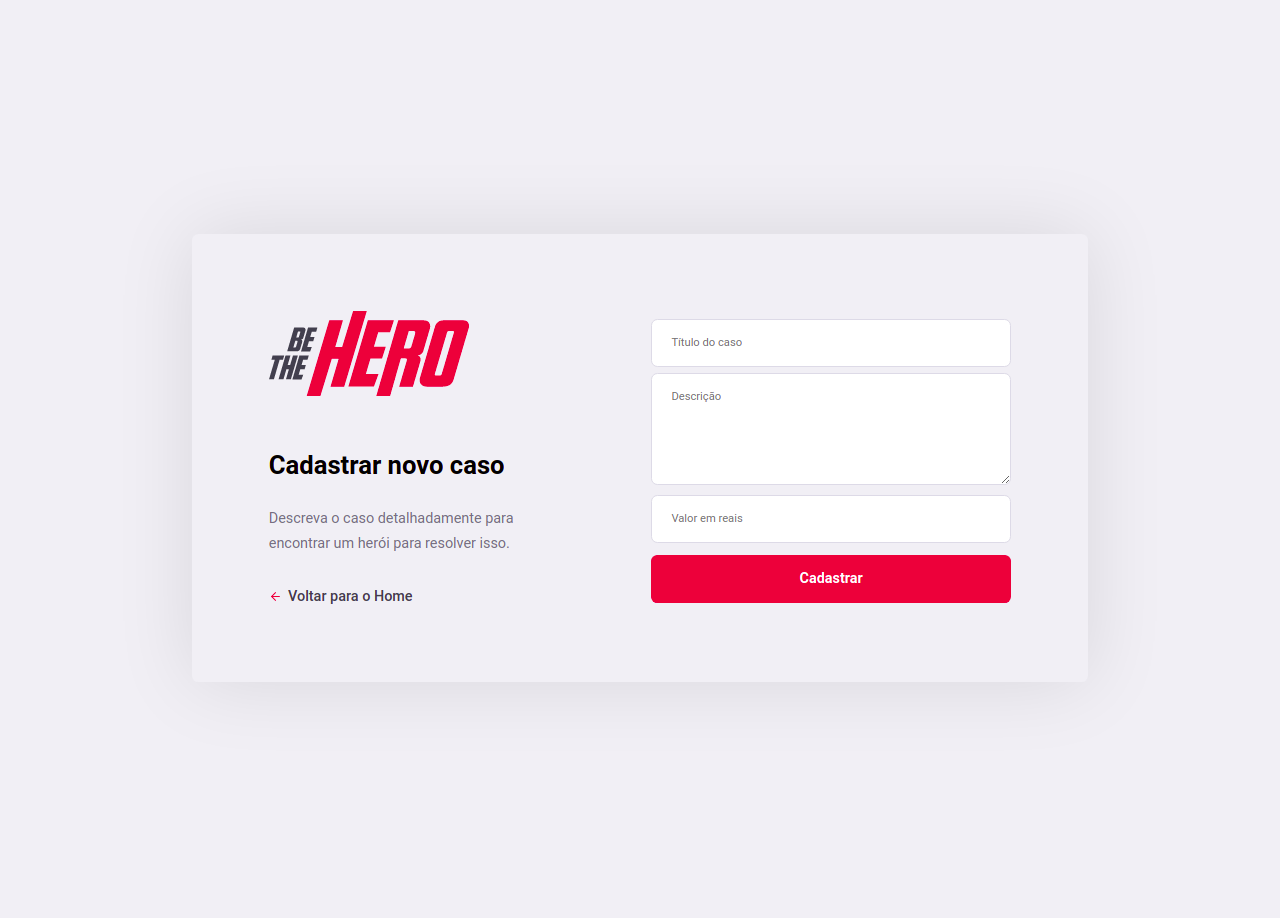 BE
THE HERO
Cadastrar novo caso
Descreva o caso detalhadamente para
encontrar um herói para resolver isso.
Voltar para o Home
Título do caso
Descrição
Valor em reais
Cadastrar